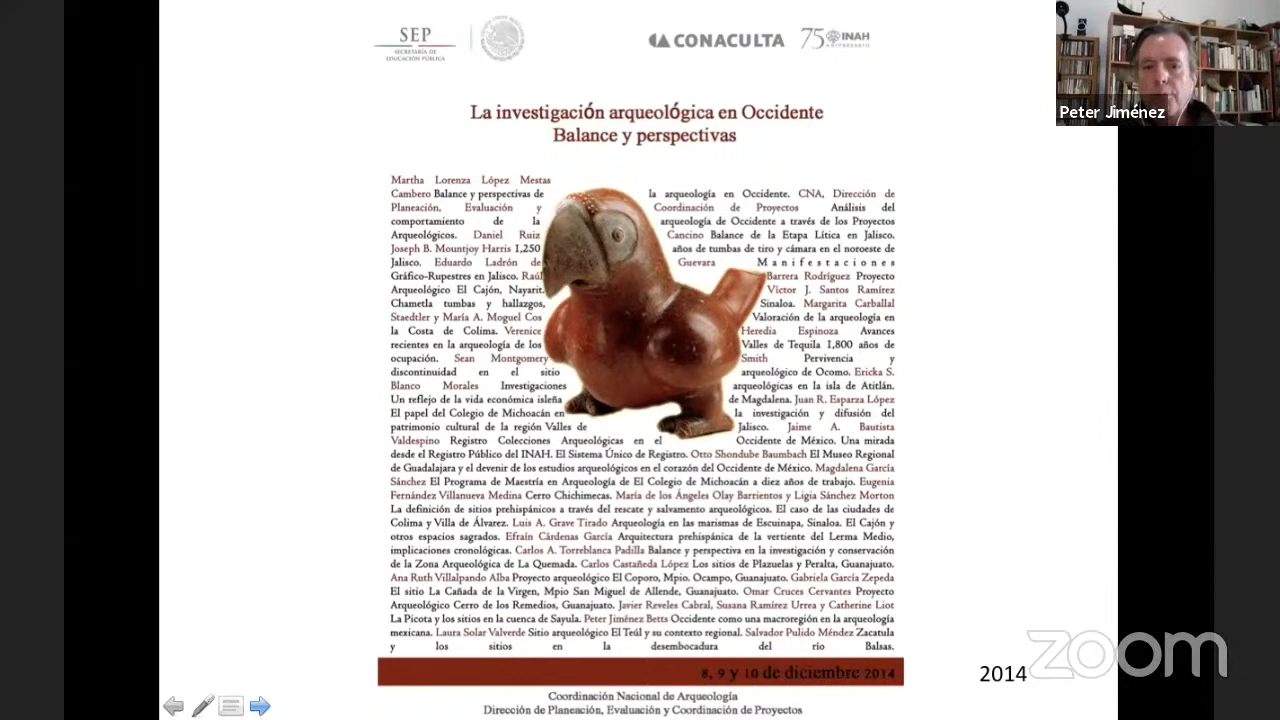 SEP
SECRETARÍA DE
EDUCACIÓN PÚBLICA
CONACULTA
75 INAH
ANIVERSARIO
Peter Jiménez
La investigación arqueológica en Occidente
Balance y perspectivas
Martha Lorenza López Mestas
Cambero Balance y perspectivas de la arqueología en Occidente. CNA, Dirección de
Planeación, Evaluación y Coordinación de Proyectos Análisis del
comportamiento de la arqueología de Occidente a través de los Proyectos
Arqueológicos. Daniel Ruiz Cancino Balance de la Etapa Lítica en Jalisco.
Joseph B. Mountjoy Harris 1,250 años de tumbas de tiro y cámara en el noroeste de
Jalisco. Eduardo Ladrón de Guevara Manifestaciones
Gráfico-Rupestres en Jalisco. Raúl Barrera Rodríguez Proyecto
Arqueológico El Cajón, Nayarit. Víctor J. Santos Ramírez
Chametla tumbas y hallazgos, Sinaloa. Margarita Carballal
Staedtler y María A. Moguel Cos Valoración de la arqueología en
la Costa de Colima. Verenice Heredia Espinoza Avances
recientes en la arqueología de los Valles de Tequila 1,800 años de
ocupación. Sean Montgomery Smith Pervivencia y
discontinuidad en el sitio arqueológico de Ocomo. Ericka S.
Blanco Morales Investigaciones arqueológicas en la isla de Atitlán.
Un reflejo de la vida económica isleña de Magdalena. Juan R. Esparza López
El papel del Colegio de Michoacán en la investigación y difusión del
patrimonio cultural de la región Valles de Jalisco. Jaime A. Bautista
Valdespino Registro Colecciones Arqueológicas en el Occidente de México. Una mirada
desde el Registro Público del INAH. El Sistema Único de Registro. Otto Shondube Baumbach El Museo Regional
de Guadalajara y el devenir de los estudios arqueológicos en el corazón del Occidente de México. Magdalena García
Sánchez El Programa de Maestría en Arqueología de El Colegio de Michoacán a diez años de trabajo. Eugenia
Fernández Villanueva Medina Cerro Chichimecas. María de los Ángeles Olay Barrientos y Ligia Sánchez Morton
La definición de sitios prehispánicos a través del rescate y salvamento arqueológicos. El caso de las ciudades de
Colima y Villa de Álvarez. Luis A. Grave Tirado Arqueología en las marismas de Escuinapa, Sinaloa. El Cajón y
otros espacios sagrados. Efraín Cárdenas García Arquitectura prehispánica de la vertiente del Lerma Medio,
implicaciones cronológicas. Carlos A. Torreblanca Padilla Balance y perspectiva en la investigación y conservación
de la Zona Arqueológica de La Quemada. Carlos Castañeda López Los sitios de Plazuelas y Peralta, Guanajuato.
Ana Ruth Villalpando Alba Proyecto arqueológico El Coporo, Mpio. Ocampo, Guanajuato. Gabriela García Zepeda
El sitio La Cañada de la Virgen, Mpio San Miguel de Allende, Guanajuato. Omar Cruces Cervantes Proyecto
Arqueológico Cerro de los Remedios, Guanajuato. Javier Reveles Cabral, Susana Ramírez Urrea y Catherine Liot
La Picota y los sitios en la cuenca de Sayula. Peter Jiménez Betts Occidente como una macroregión en la arqueología
mexicana. Laura Solar Valverde Sitio arqueológico El Teúl y su contexto regional. Salvador Pulido Méndez Zacatula
y los sitios en la desembocadura del río Balsas.
8, 9 y 10 de diciembre 2014
Coordinación Nacional de Arqueología
Dirección de Planeación, Evaluación y Coordinación de Proyectos
2014
zoom